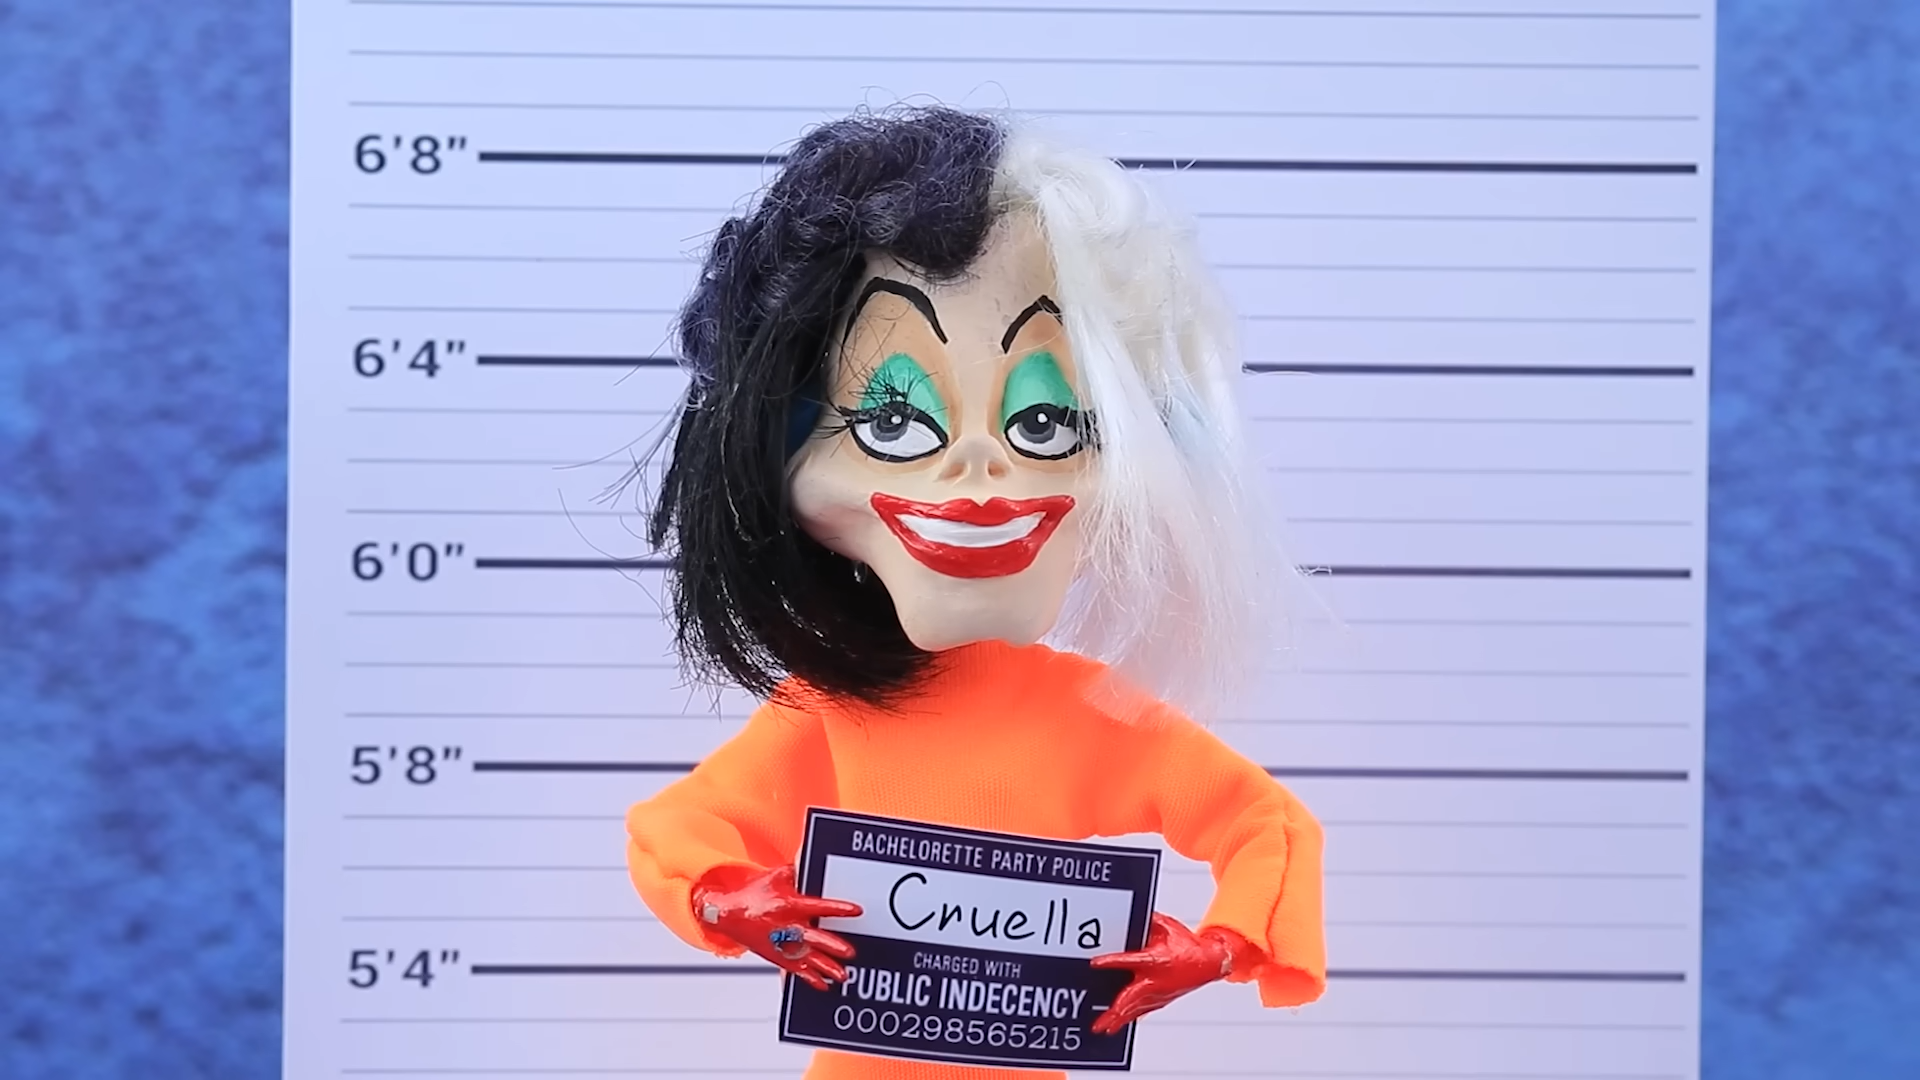 6'8"
6'4"
6'0"
5'8"
5'4"
BACHELORETTE PARTY POLICE
Cruella
CHARGED WITH
- PUBLIC INDECENCY -
000298565215